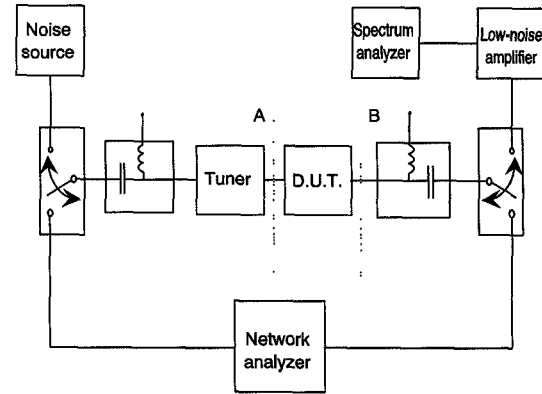 Noise
source
Spectrum
analyzer
Low-noise
amplifier
A
B
Tuner
D.U.T.
Network
analyzer